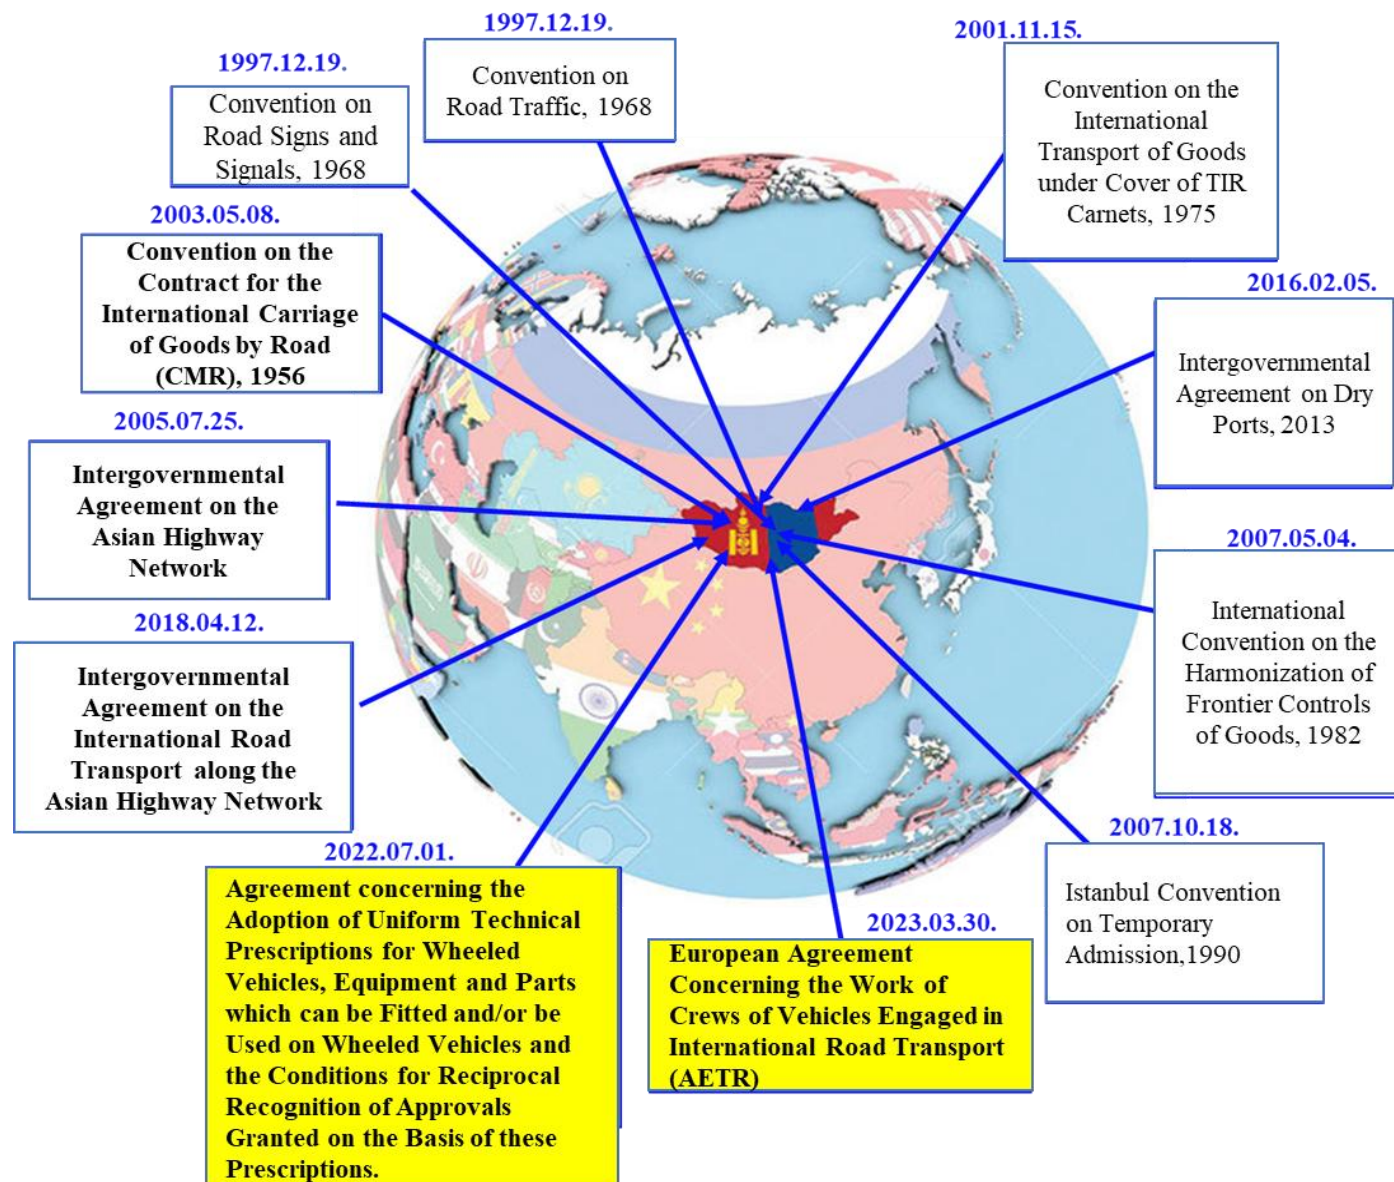 1997.12.19.
Convention on
Road Traffic, 1968
1997.12.19.
Convention on
Road Signs and
Signals, 1968
2001.11.15.
Convention on the
International
Transport of Goods
under Cover of TIR
Carnets, 1975
2003.05.08.
Convention on the
Contract for the
International Carriage
of Goods by Road
(CMR), 1956
2016.02.05.
Intergovernmental
Agreement on Dry
Ports, 2013
2005.07.25.
Intergovernmental
Agreement on the
Asian Highway
Network
2007.05.04.
International
Convention on the
Harmonization of
Frontier Controls
of Goods, 1982
2018.04.12.
Intergovernmental
Agreement on the
International Road
Transport along the
Asian Highway Network
2007.10.18.
Istanbul Convention
on Temporary
Admission,1990
2022.07.01.
Agreement concerning the
Adoption of Uniform Technical
Prescriptions for Wheeled
Vehicles, Equipment and Parts
which can be Fitted and/or be
Used on Wheeled Vehicles and
the Conditions for Reciprocal
Recognition of Approvals
Granted on the Basis of these
Prescriptions.
2023.03.30.
European Agreement
Concerning the Work of
Crews of Vehicles Engaged in
International Road Transport
(AETR)